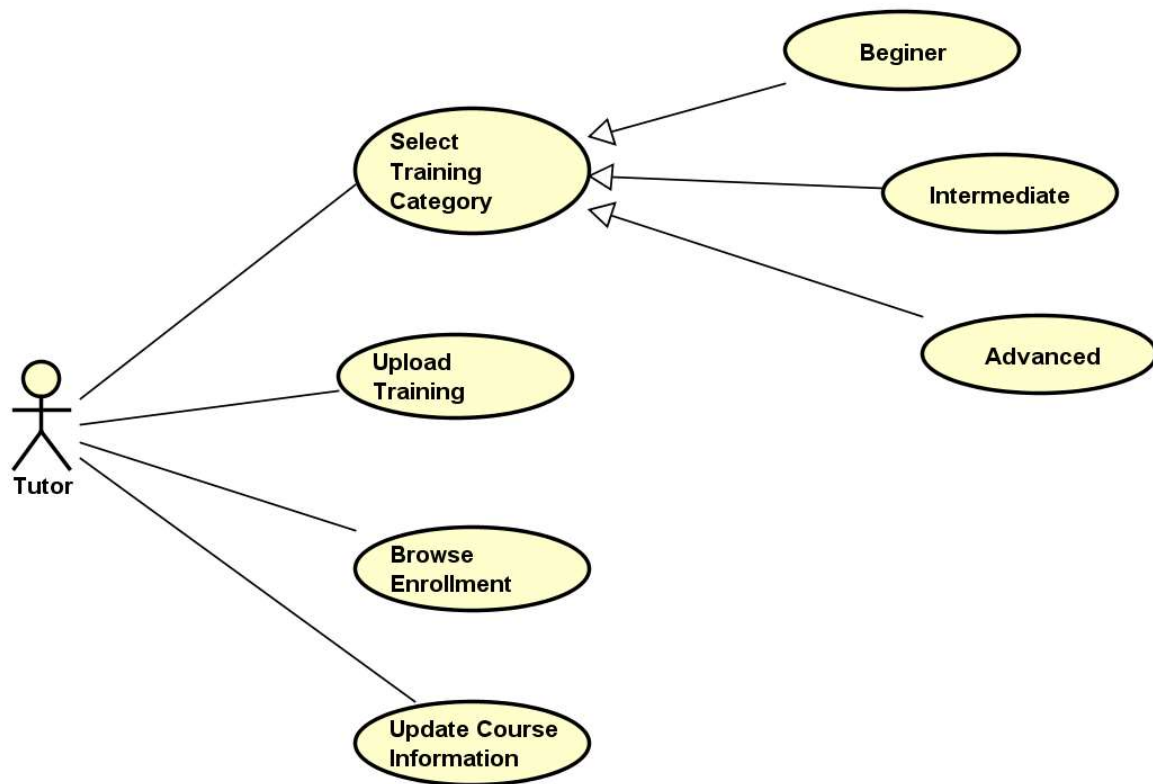 Beginer
Select
Training
Category
Intermediate
Advanced
Upload
Training
Tutor
Browse
Enrollment
Update Course
Information